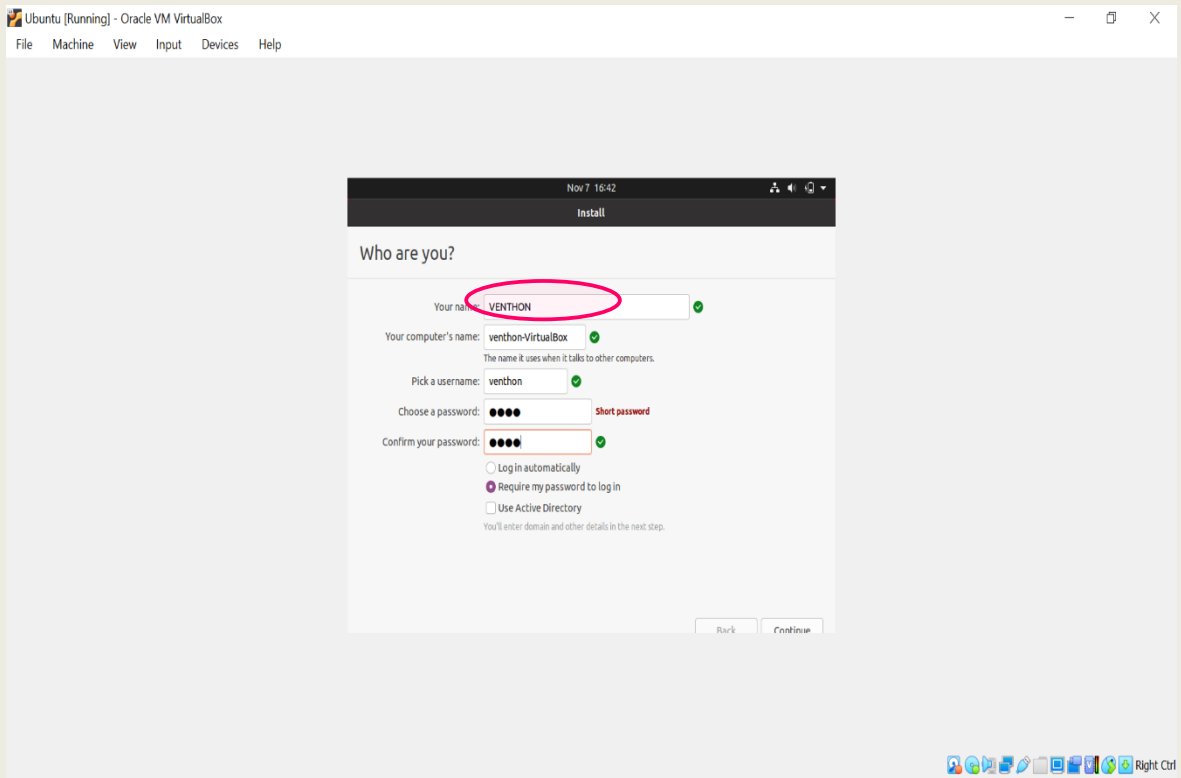 Ubuntu [Running] - Oracle VM VirtualBox
File Machine View Input Devices Help
Nov 7 16:42
Install
Who are you?
Your name: VENTHON
Your computer's name: venthon-VirtualBox
The name it uses when it talks to other computers.
Pick a username: venthon
Choose a password: ●●●● Short password
Confirm your password: ●●●●
Log in automatically
Require my password to log in
Use Active Directory
You'll enter domain and other details in the next step.
Back Continue
Right Ctrl